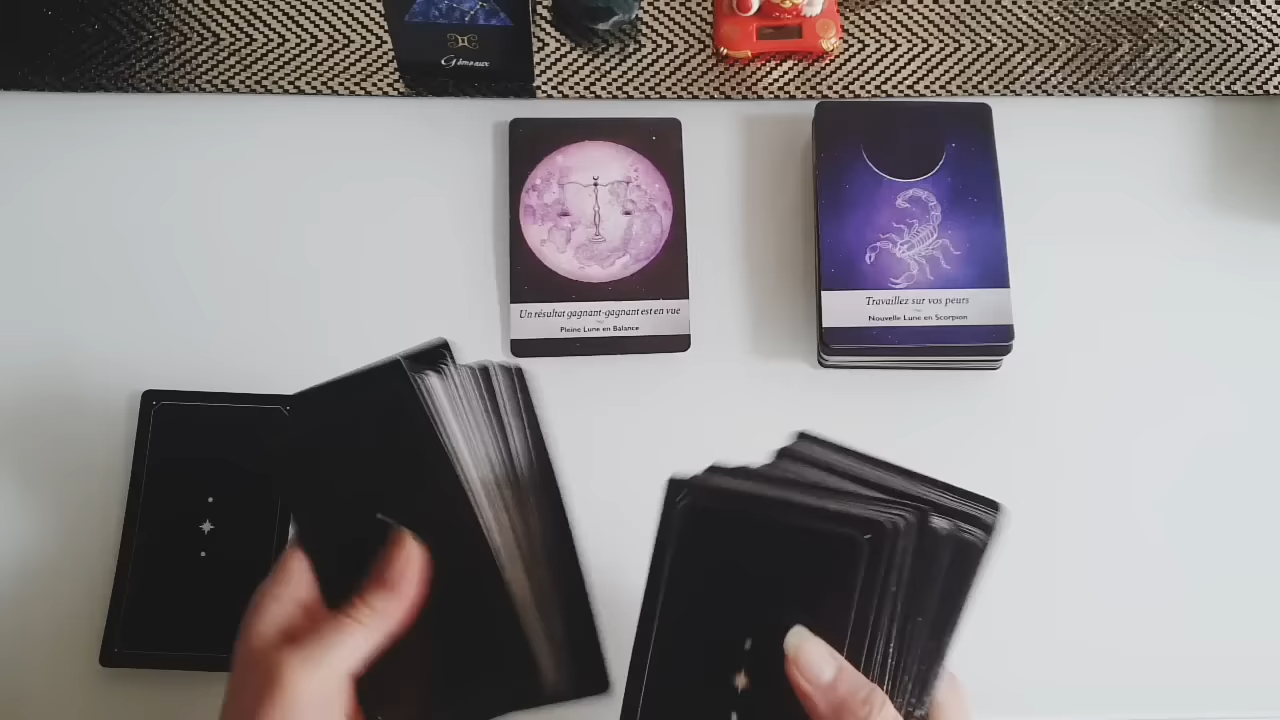 Gémeaux
Un résultat gagnant-gagnant est en vue
Pleine Lune en Balance
Travaillez sur vos peurs
Nouvelle Lune en Scorpion